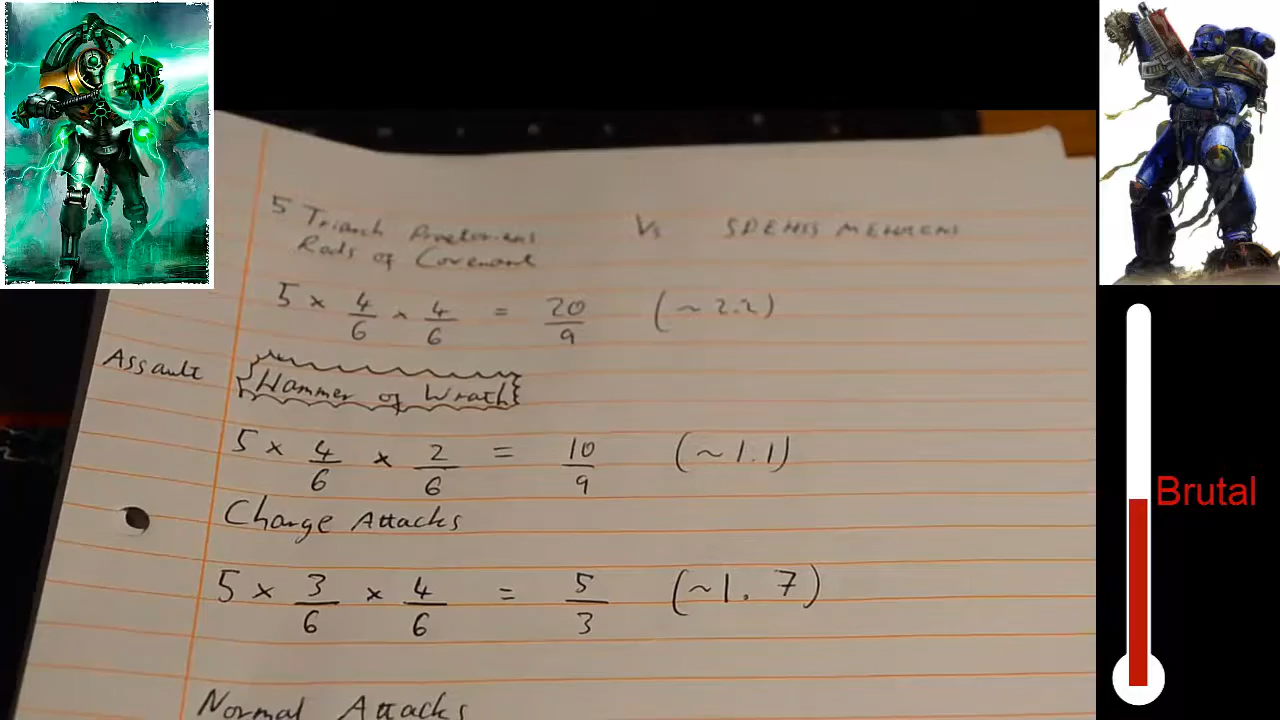 5 Triarch Praetorians Vs SPEHSS MEHREHS
Rods of Covenant
5 × 4/6 × 4/6 = 20/9 (~2.2)
Assault
Hammer of Wrath
5 × 4/6 × 2/6 = 10/9 (~1.1)
Charge Attacks
5 × 3/6 × 4/6 = 5/3 (~1.7)
Normal Attacks
Brutal